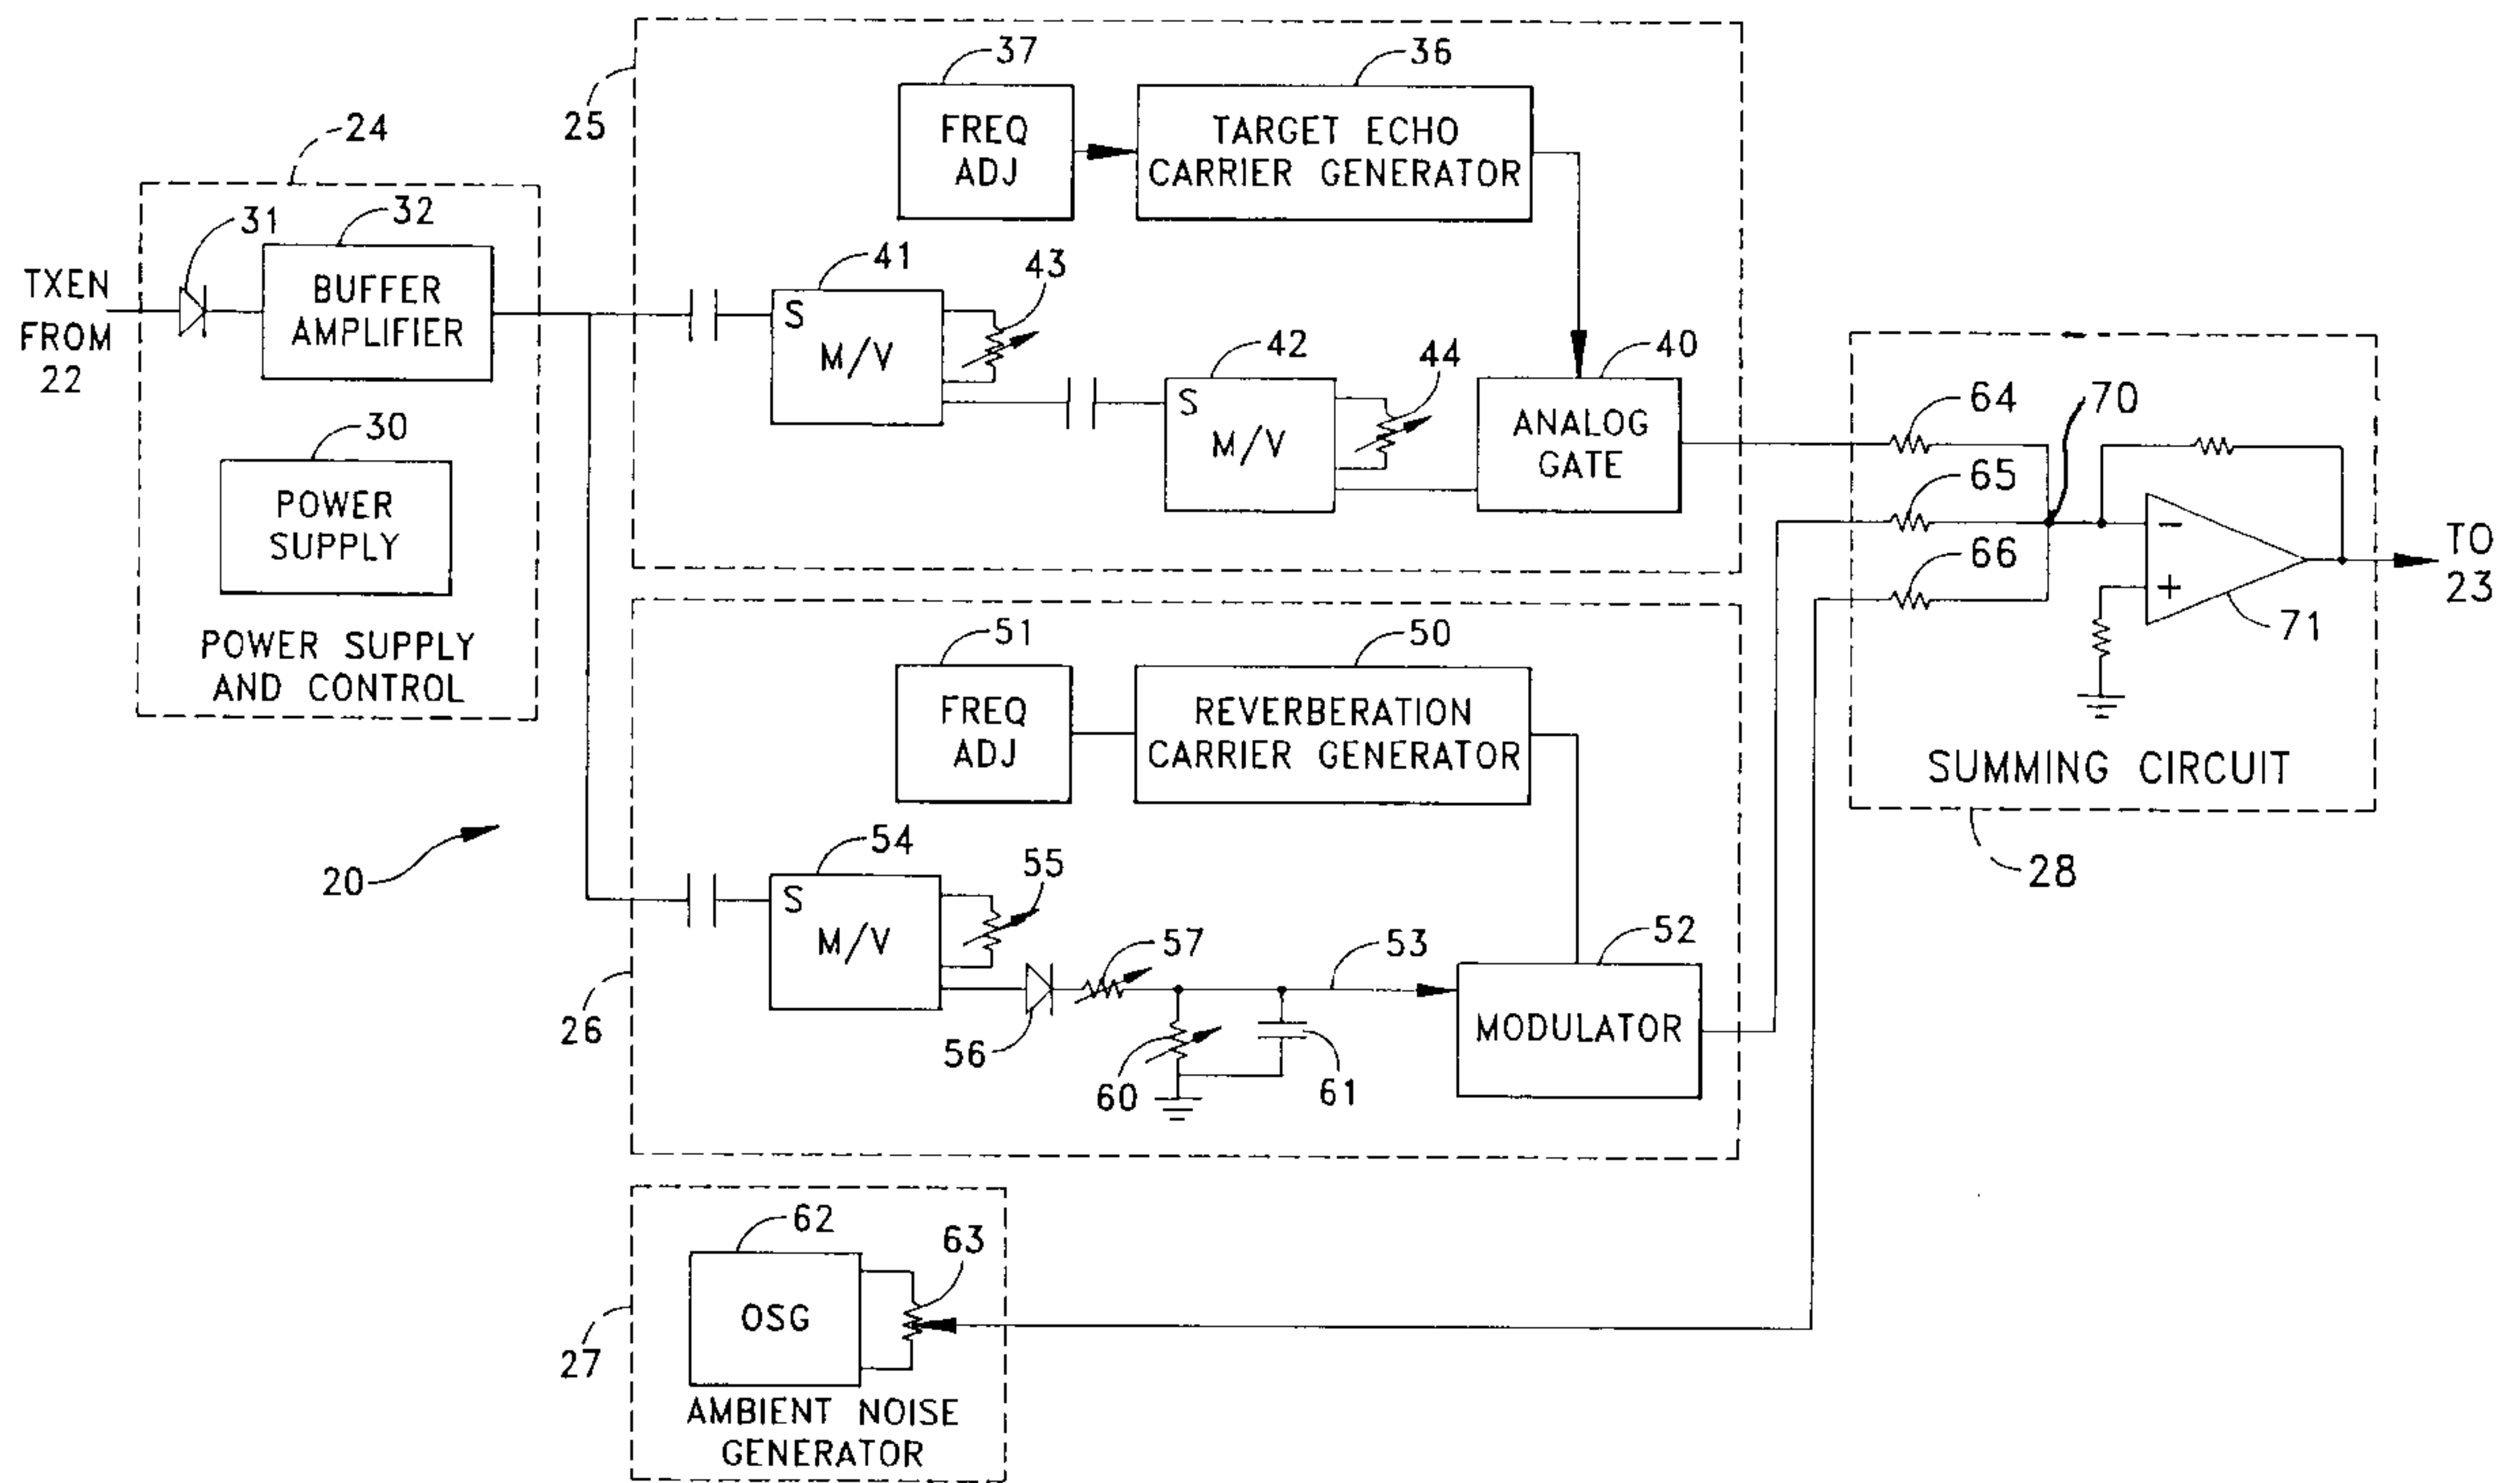 24
31
32
TXEN
FROM
22
BUFFER
AMPLIFIER
30
POWER
SUPPLY
POWER SUPPLY
AND CONTROL
20
25
37
FREQ
ADJ
36
TARGET ECHO
CARRIER GENERATOR
41
S
M/V
43
42
S
M/V
44
40
ANALOG
GATE
26
51
FREQ
ADJ
50
REVERBERATION
CARRIER GENERATOR
54
S
M/V
55
56
57
60
61
53
52
MODULATOR
27
62
OSG
63
AMBIENT NOISE
GENERATOR
64
65
66
70
−
+
71
TO
23
SUMMING CIRCUIT
28